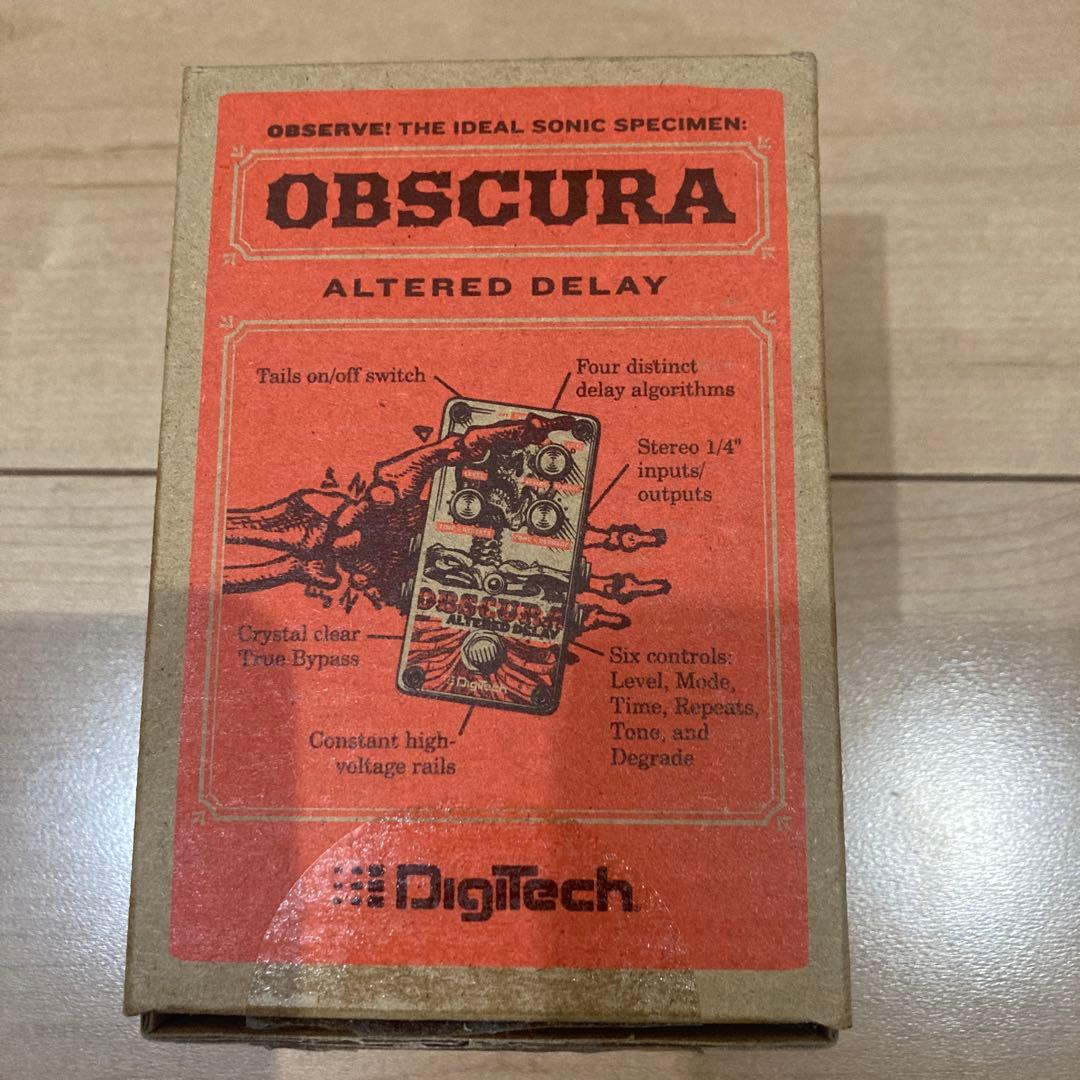 OBSERVE! THE IDEAL SONIC SPECIMEN:
OBSCURA
ALTERED DELAY
Tails on/off switch
Four distinct
delay algorithms
Stereo 1/4"
inputs/
outputs
LEVEL
OBSCURA
ALTERED DELAY
DigiTech
Crystal clear
True Bypass
Six controls:
Level, Mode,
Time, Repeats,
Tone, and
Degrade
Constant high-
voltage rails
DigiTech